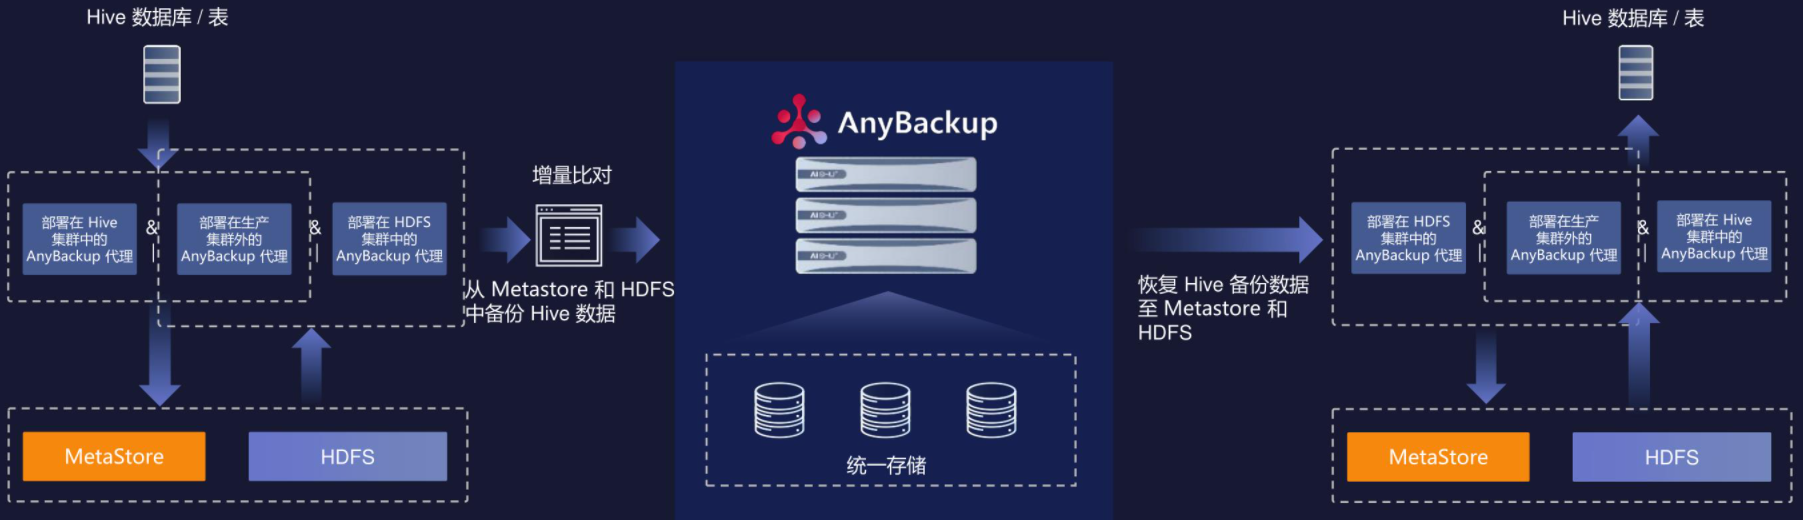 Hive 数据库 / 表
部署在 Hive
集群中的
AnyBackup 代理
&
|
部署在生产
集群外的
AnyBackup 代理
&
|
部署在 HDFS
集群中的
AnyBackup 代理
MetaStore
HDFS
增量比对
从 Metastore 和 HDFS
中备份 Hive 数据
AnyBackup
AISHU
AISHU
AISHU
统一存储
恢复 Hive 备份数据
至 Metastore 和
HDFS
Hive 数据库 / 表
部署在 HDFS
集群中的
AnyBackup 代理
&
|
部署在生产
集群外的
AnyBackup 代理
&
|
部署在 Hive
集群中的
AnyBackup 代理
MetaStore
HDFS